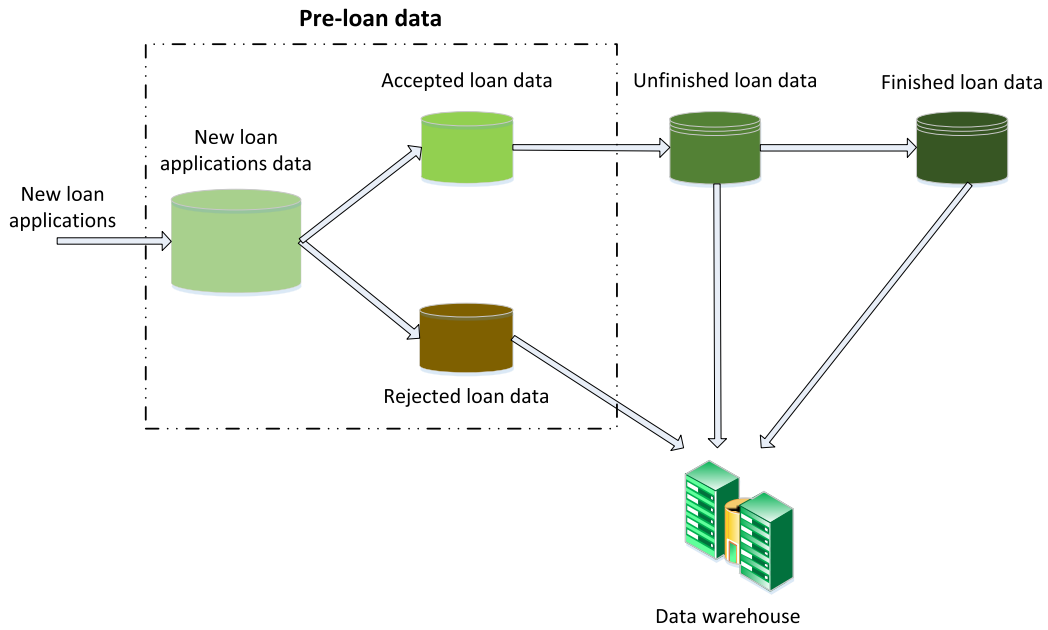 Pre-loan data
Accepted loan data
Unfinished loan data
Finished loan data
New loan
applications data
New loan
applications
Rejected loan data
Data warehouse